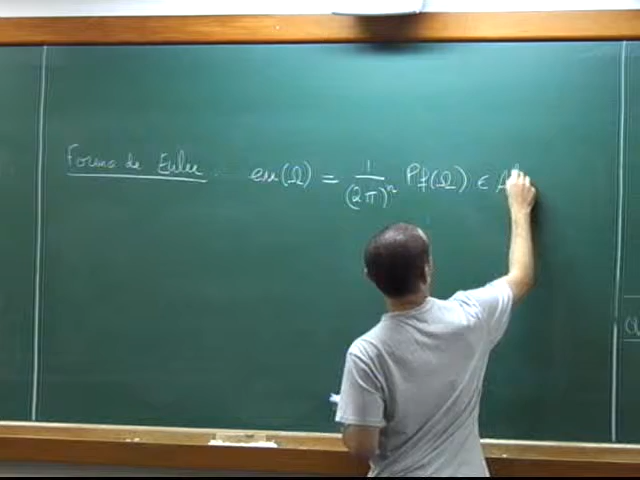 Forma de Euler : eu(Ω) = 1/(2π)^n Pf(Ω) ∈ A